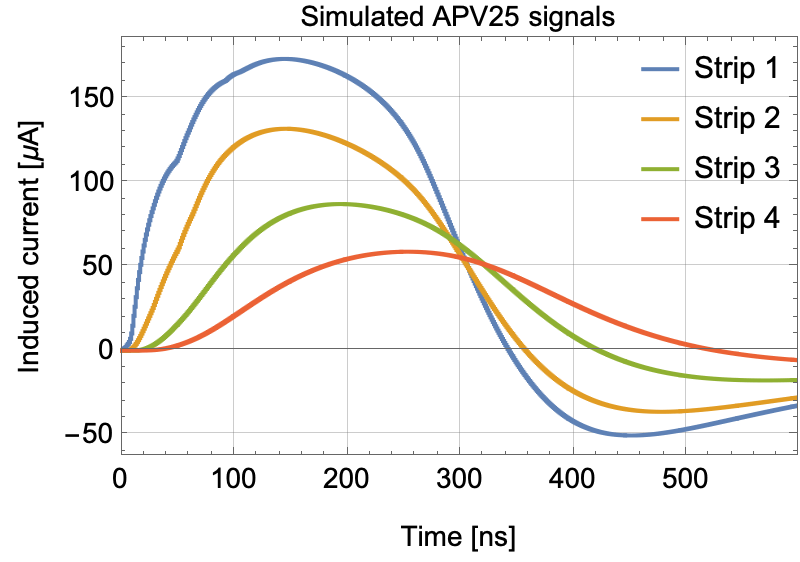 Simulated APV25 signals
Induced current [μA]
150
100
50
0
−50
Strip 1
Strip 2
Strip 3
Strip 4
0 100 200 300 400 500
Time [ns]